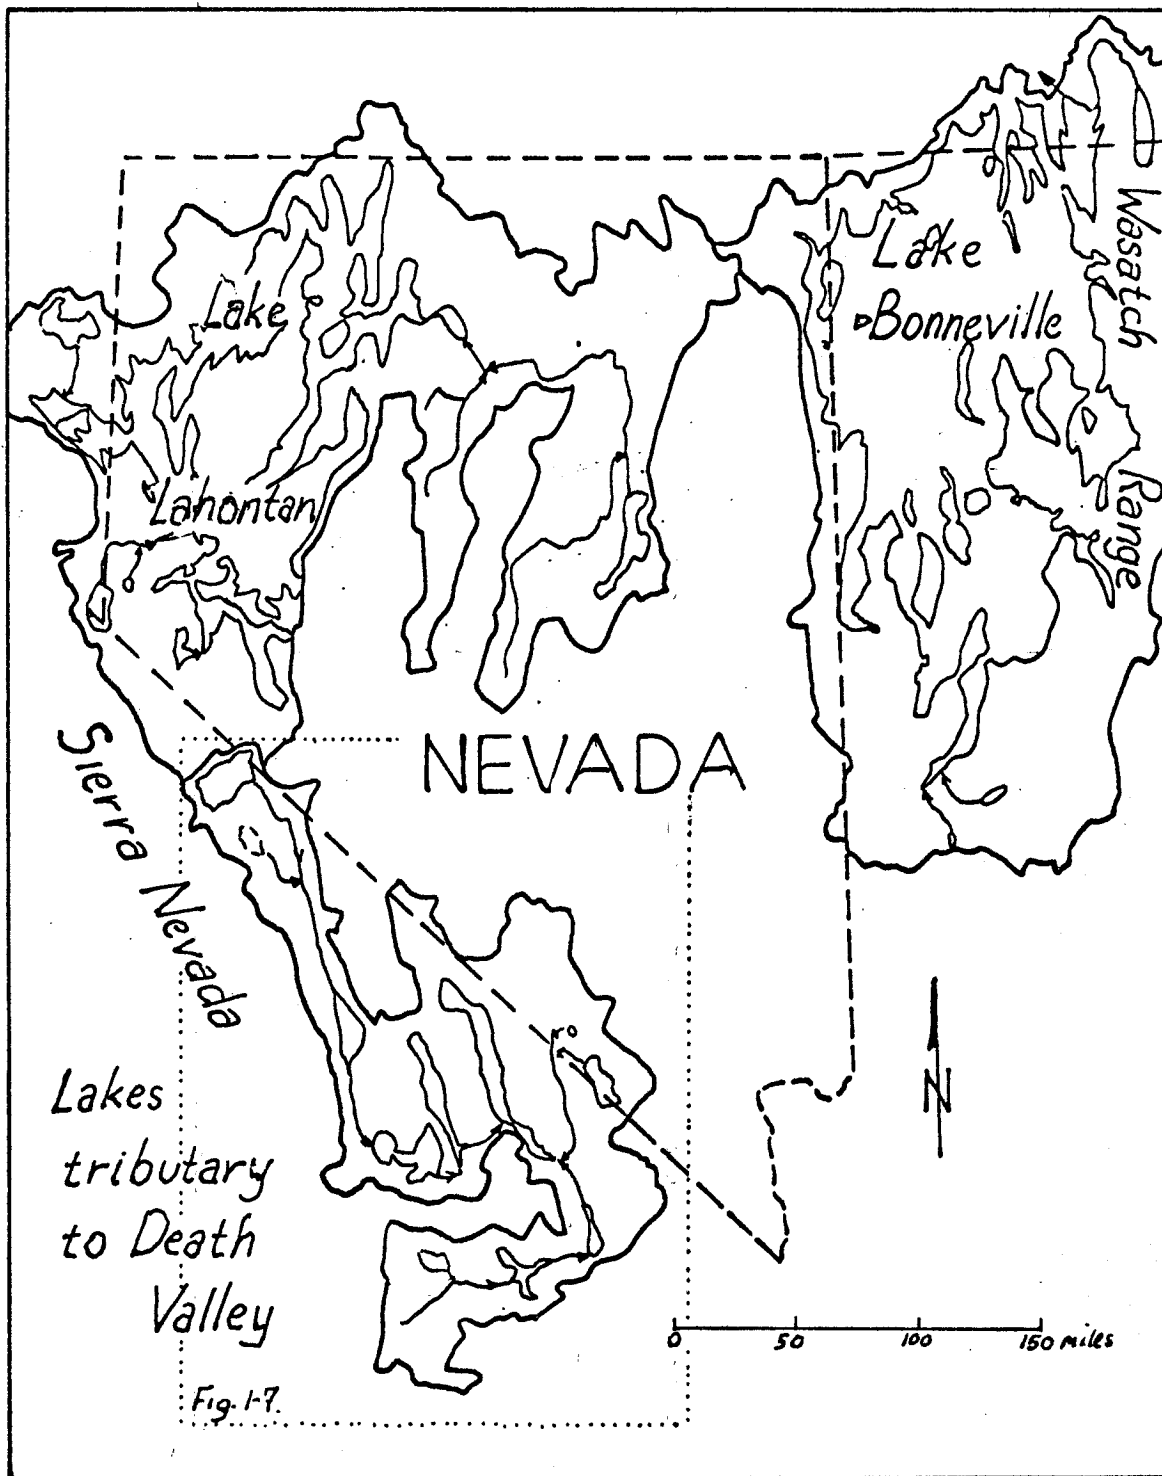 Lake
Bonneville
Wasatch Range
Lake
Lahontan
NEVADA
Sierra Nevada
Lakes
tributary
to Death
Valley
N
0 50 100 150 miles
Fig. 1-7.